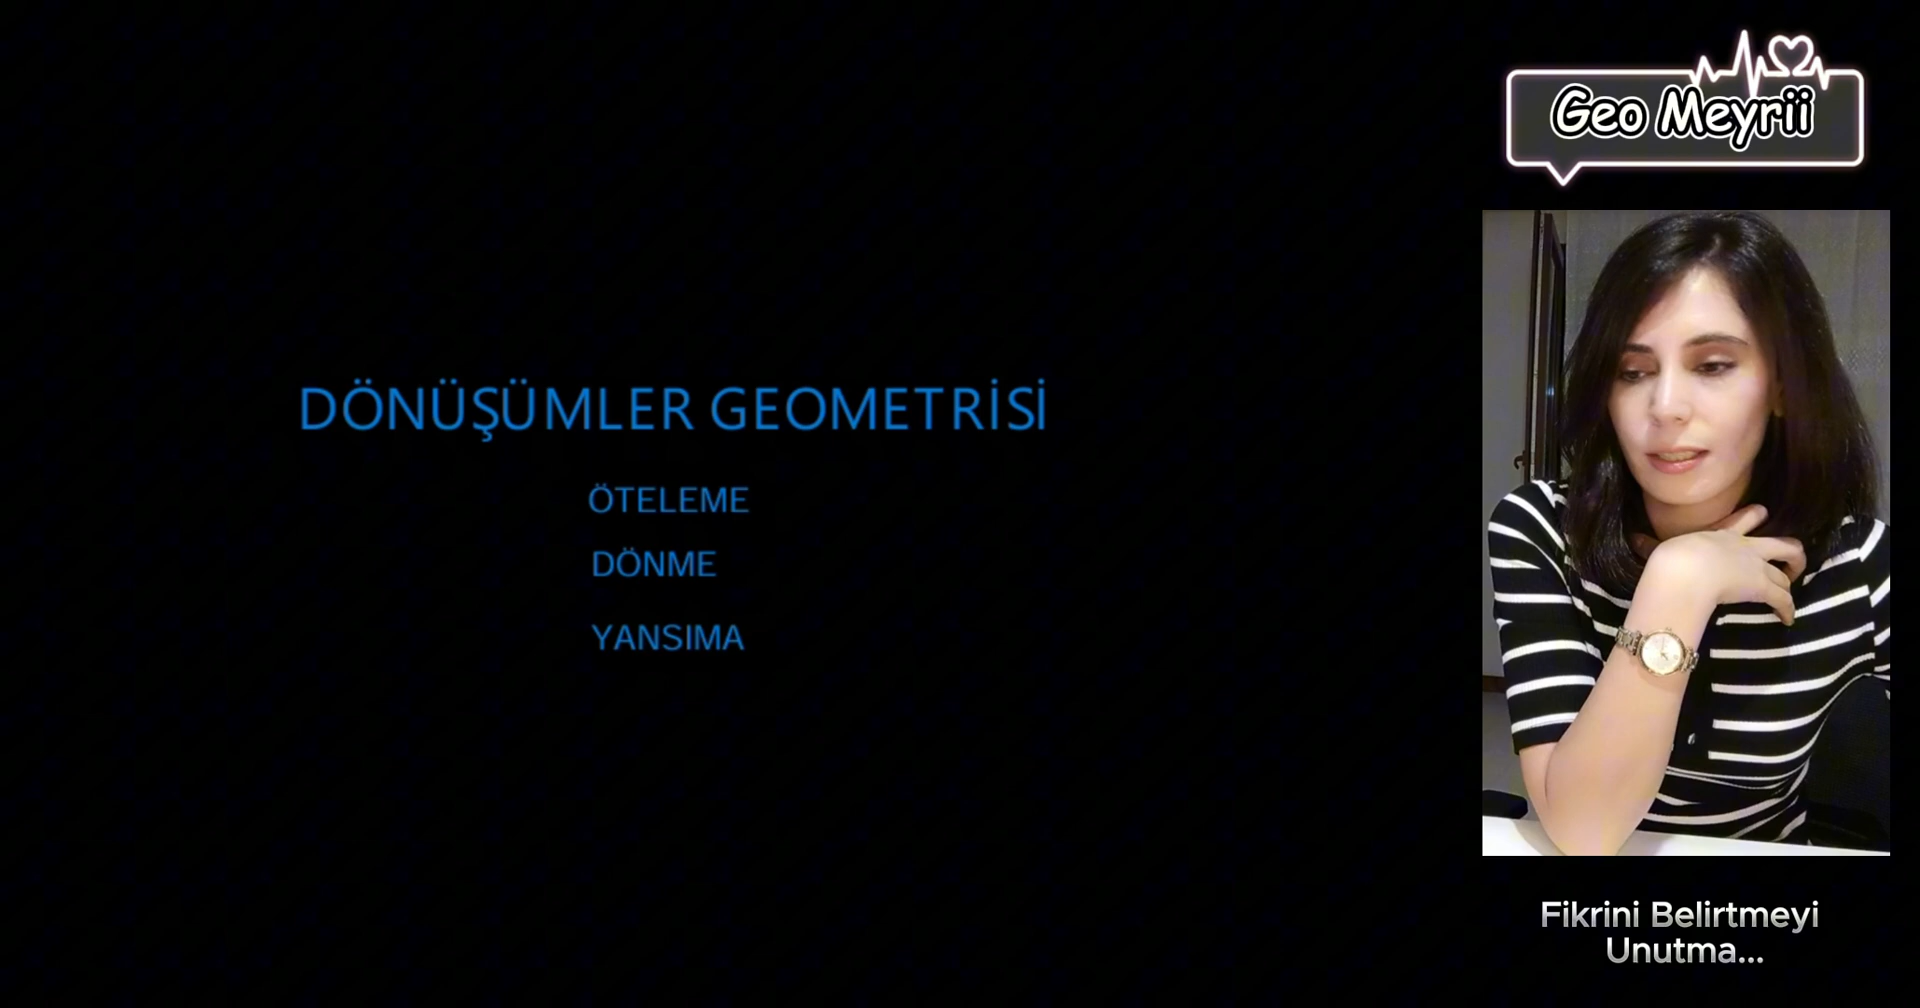 Geo Meyrii
DÖNÜŞÜMLER GEOMETRİSİ
ÖTELEME
DÖNME
YANSIMA
Fikrini Belirtmeyi
Unutma...